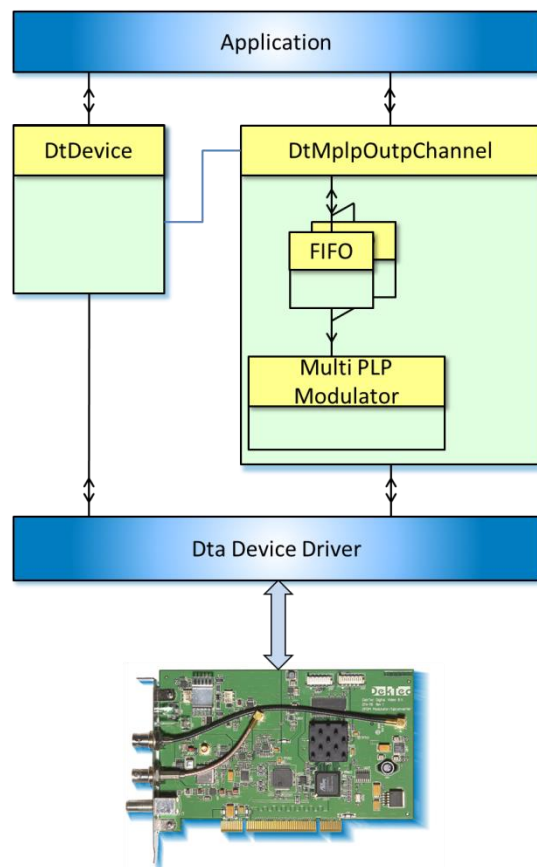 Application
DtDevice
DtMplpOutpChannel
FIFO
Multi PLP
Modulator
Dta Device Driver
DekTec